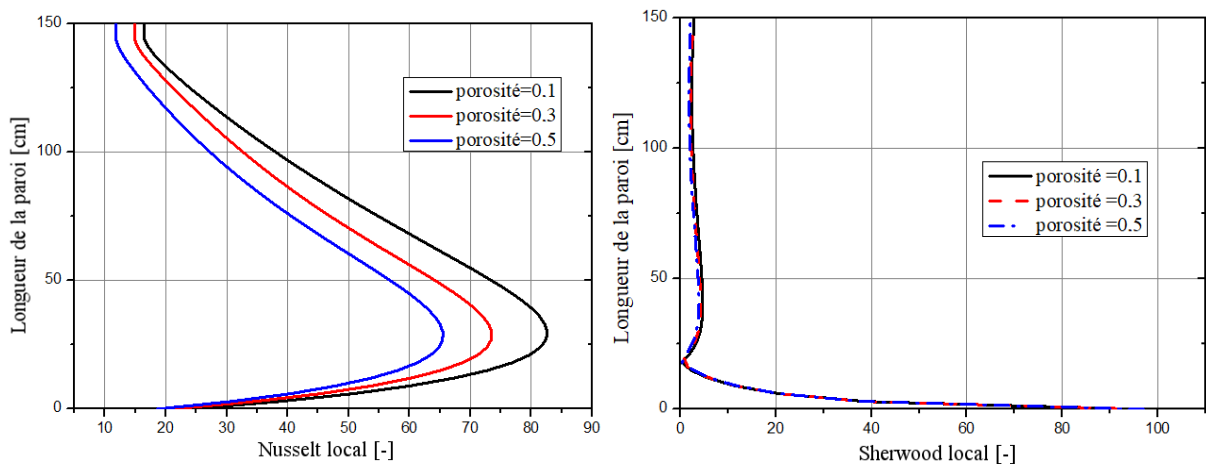 150
100
50
0
Longueur de la paroi [cm]
porosité=0.1
porosité=0.3
porosité=0.5
10 20 30 40 50 60 70 80 90
Nusselt local [-]
150
100
50
0
Longueur de la paroi [cm]
porosité =0.1
porosité =0.3
porosité =0.5
0 20 40 60 80 100
Sherwood local [-]